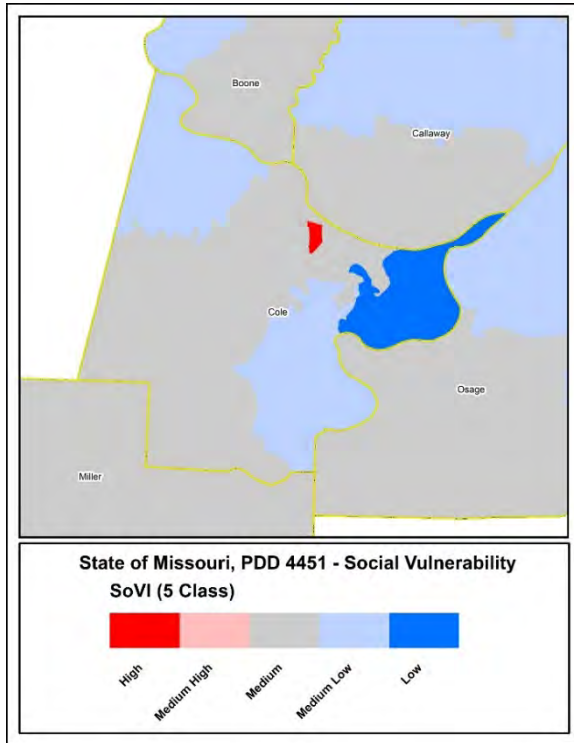 Boone
Callaway
Cole
Osage
Miller
State of Missouri, PDD 4451 - Social Vulnerability
SoVI (5 Class)
High
Medium High
Medium
Medium Low
Low